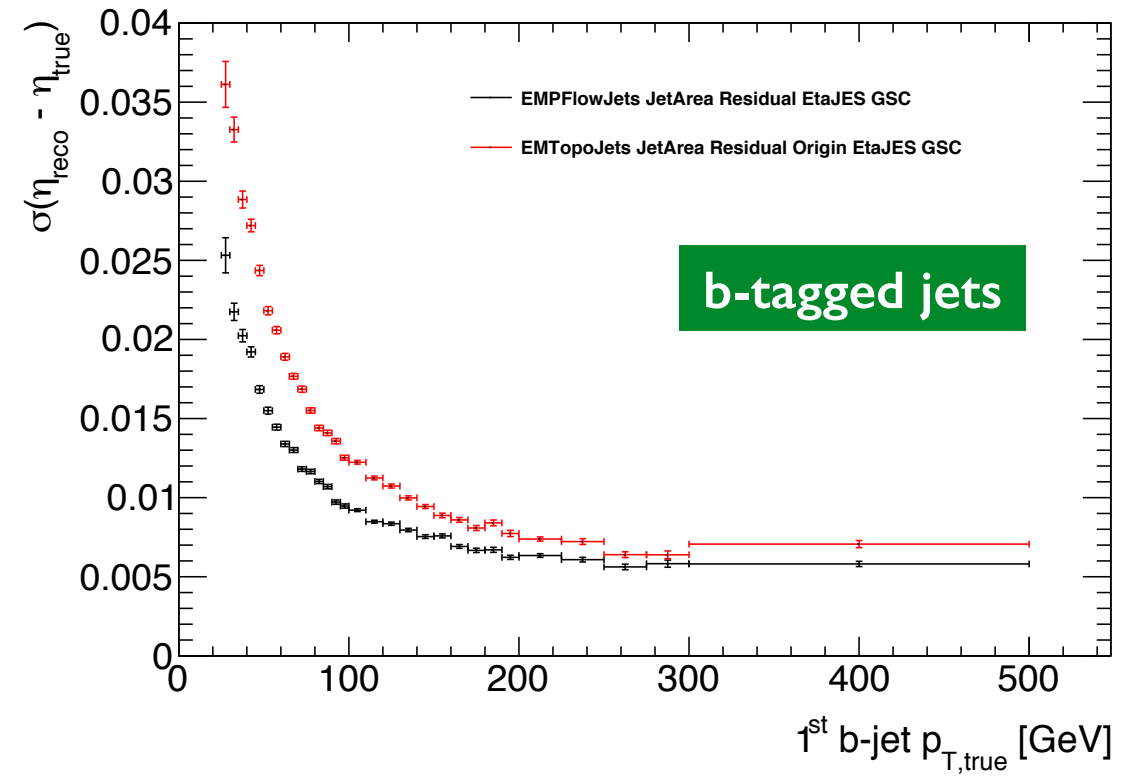 σ(η_reco - η_true)
0.04
0.035
0.03
0.025
0.02
0.015
0.01
0.005
0
EMPFlowJets JetArea Residual EtaJES GSC
EMTopoJets JetArea Residual Origin EtaJES GSC
b-tagged jets
0 100 200 300 400 500
1^st b-jet p_T,true [GeV]